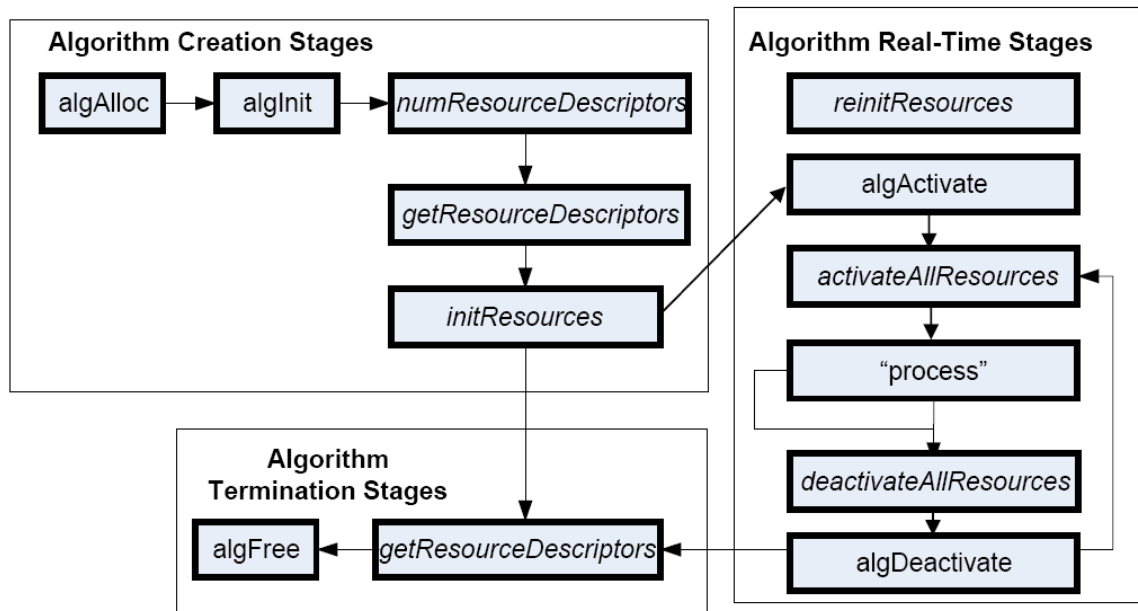 Algorithm Creation Stages
algAlloc
algInit
numResourceDescriptors
getResourceDescriptors
initResources
Algorithm Real-Time Stages
reinitResources
algActivate
activateAllResources
“process”
deactivateAllResources
algDeactivate
Algorithm
Termination Stages
algFree
getResourceDescriptors